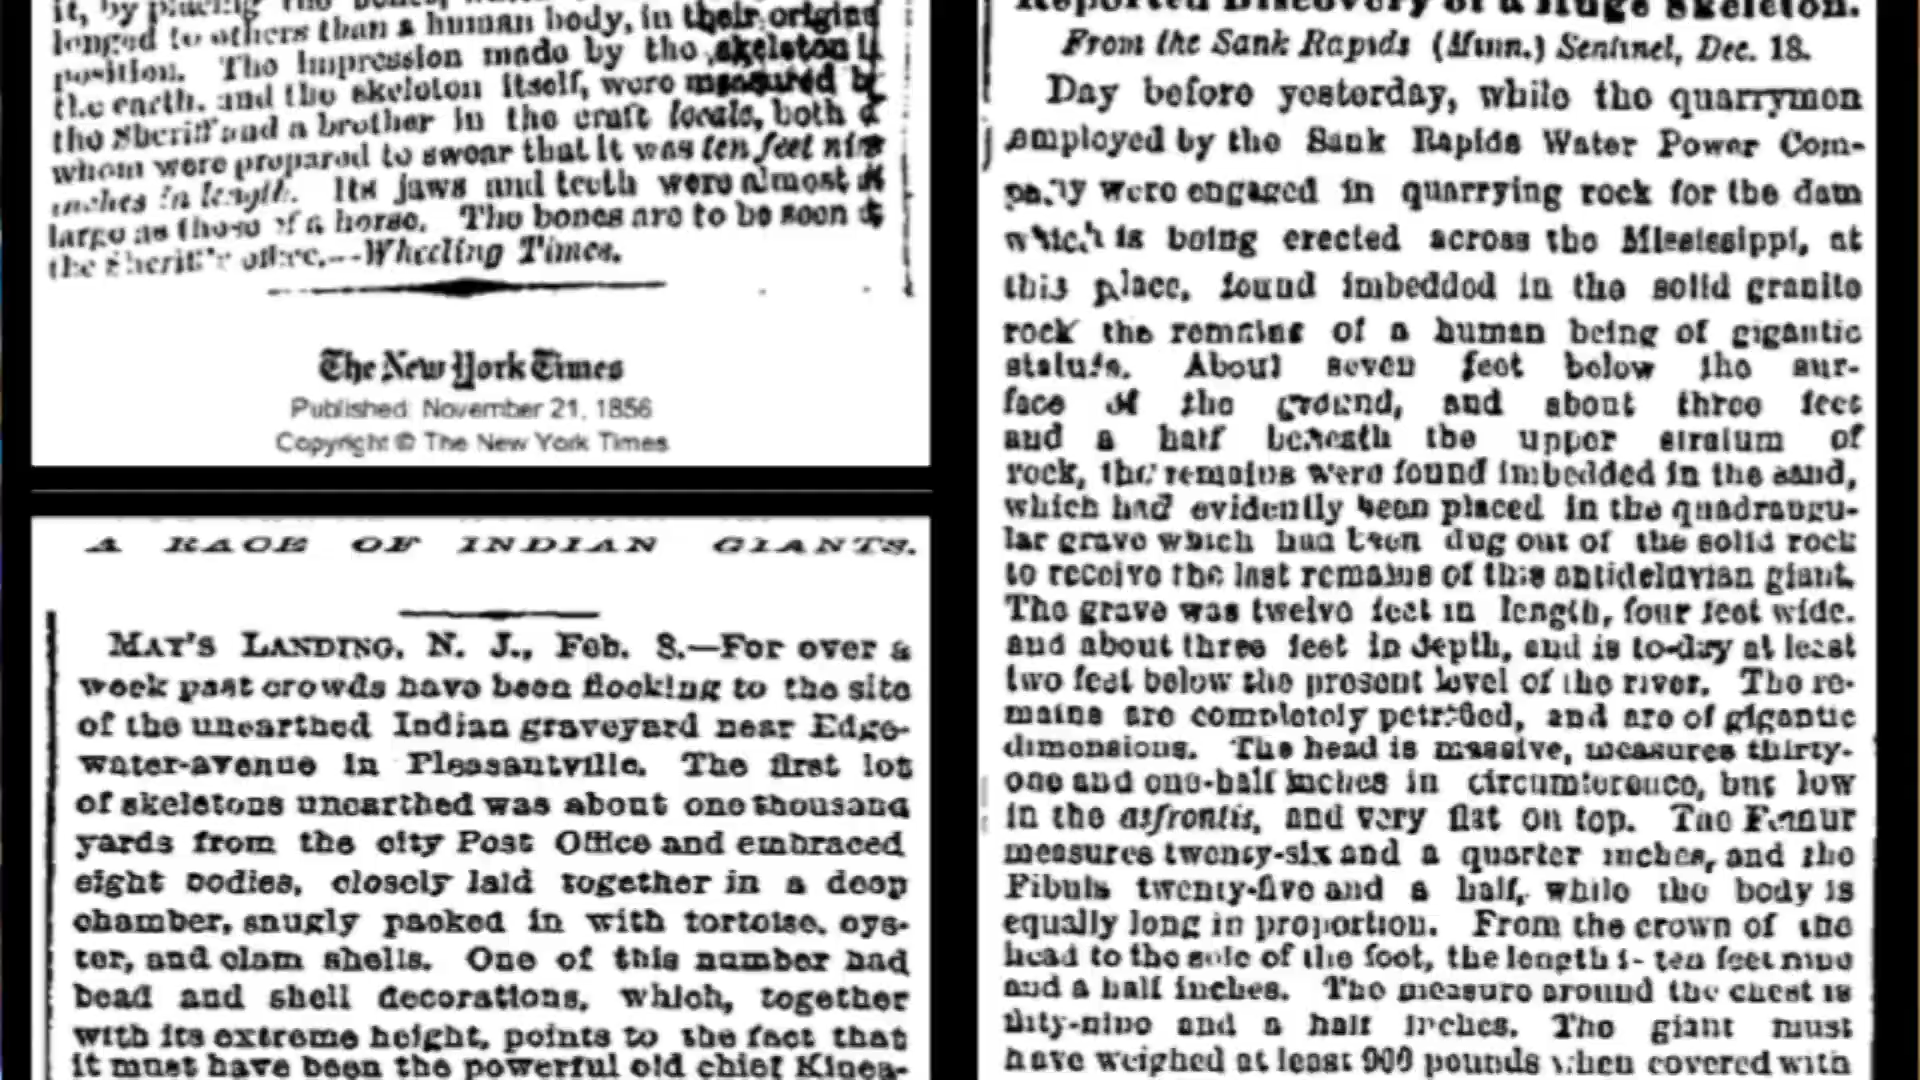 it, by placing the bones,
longed to others than a human body, in their origina
position. The impression made by the skeleton i
the earth, and the skeleton itself, were measured b
the Sheriff and a brother in the craft locale, both
whom were prepared to swear that it was ten feet nine
inches in length. Its jaws and teeth were almost
large as those of a horse. The bones are to be seen
the Sheriff's office.--Wheeling Times.
The New York Times
Published: November 21, 1856
Copyright © The New York Times
A RACE OF INDIAN GIANTS.
MAY'S LANDING, N. J., Feb. 8.—For over a
week past crowds have been flocking to the site
of the unearthed Indian graveyard near Edge-
water-avenue in Pleasantville. The first lot
of skeletons unearthed was about one thousand
yards from the city Post Office and embraced
eight bodies, closely laid together in a deep
chamber, snugly packed in with tortoise, oys-
ter, and clam shells. One of this number had
bead and shell decorations, which, together
with its extreme height, points to the fact that
it must have been the powerful old chief Kinea-
Reported Discovery of a Huge Skeleton.
From the Sank Rapids (Minn.) Sentinel, Dec. 18.
Day before yesterday, while the quarrymen
employed by the Sank Rapids Water Power Com-
pany were engaged in quarrying rock for the dam
which is being erected across the Mississippi, at
this place, found imbedded in the solid granite
rock the remains of a human being of gigantic
stature. About seven feet below the sur-
face of the ground, and about three feet
and a half beneath the upper stratum of
rock, the remains were found imbedded in the sand,
which had evidently been placed in the quadrangu-
lar grave which had been dug out of the solid rock
to receive the last remains of this antideluvian giant.
The grave was twelve feet in length, four feet wide,
and about three feet in depth, and is to-day at least
two feet below the present level of the river. The re-
mains are completely petrified, and are of gigantic
dimensions. The head is massive, measures thirty-
one and one-half inches in circumference, but low
in the asfrontis, and very flat on top. The Femur
measures twenty-six and a quarter inches, and the
Fibula twenty-five and a half, while the body is
equally long in proportion. From the crown of the
head to the sole of the foot, the length is ten feet nine
and a half inches. The measure around the chest is
fifty-nine and a half inches. The giant must
have weighed at least 900 pounds when covered with